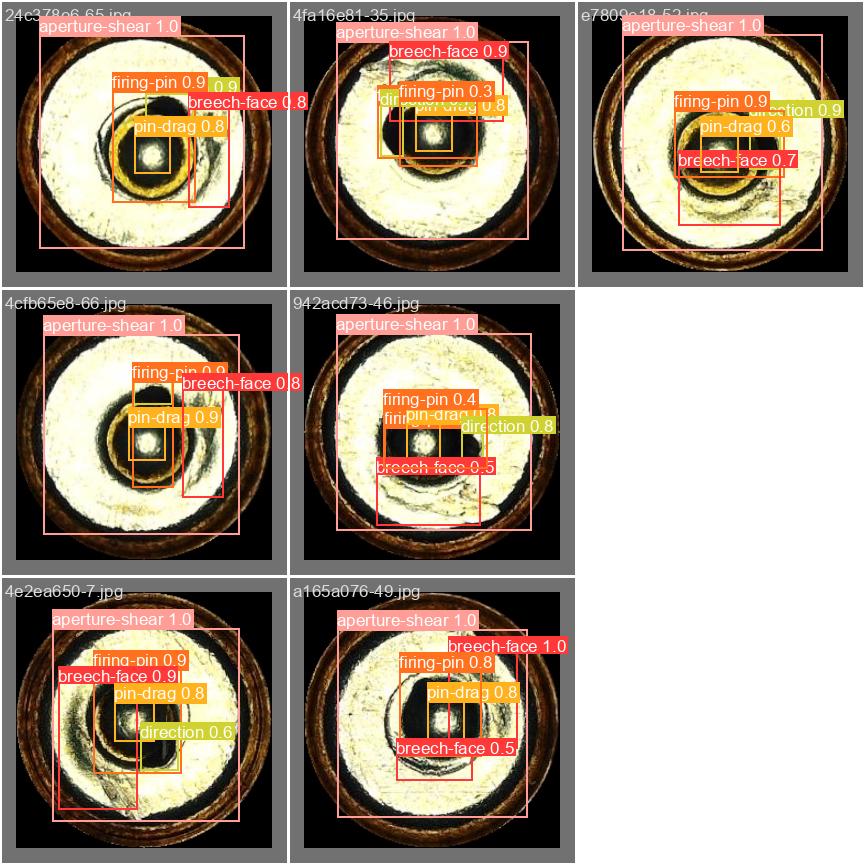 24c378e6-65.jpg
aperture-shear 1.0
firing-pin 0.9
0.9
breech-face 0.8
pin-drag 0.8
4fa16e81-35.jpg
aperture-shear 1.0
breech-face 0.9
firing-pin 0.3
pin-drag 0.8
aperture-shear 1.0
firing-pin 0.9
direction 0.9
pin-drag 0.6
breech-face 0.7
4cfb65e8-66.jpg
aperture-shear 1.0
firing-pin 0.9
breech-face 0.8
pin-drag 0.9
942acd73-46.jpg
aperture-shear 1.0
firing-pin 0.4
pin-drag 0.8
direction 0.8
breech-face 0.5
4e2ea650-7.jpg
aperture-shear 1.0
firing-pin 0.9
breech-face 0.9
pin-drag 0.8
direction 0.6
a165a076-49.jpg
aperture-shear 1.0
breech-face 1.0
firing-pin 0.8
pin-drag 0.8
breech-face 0.5